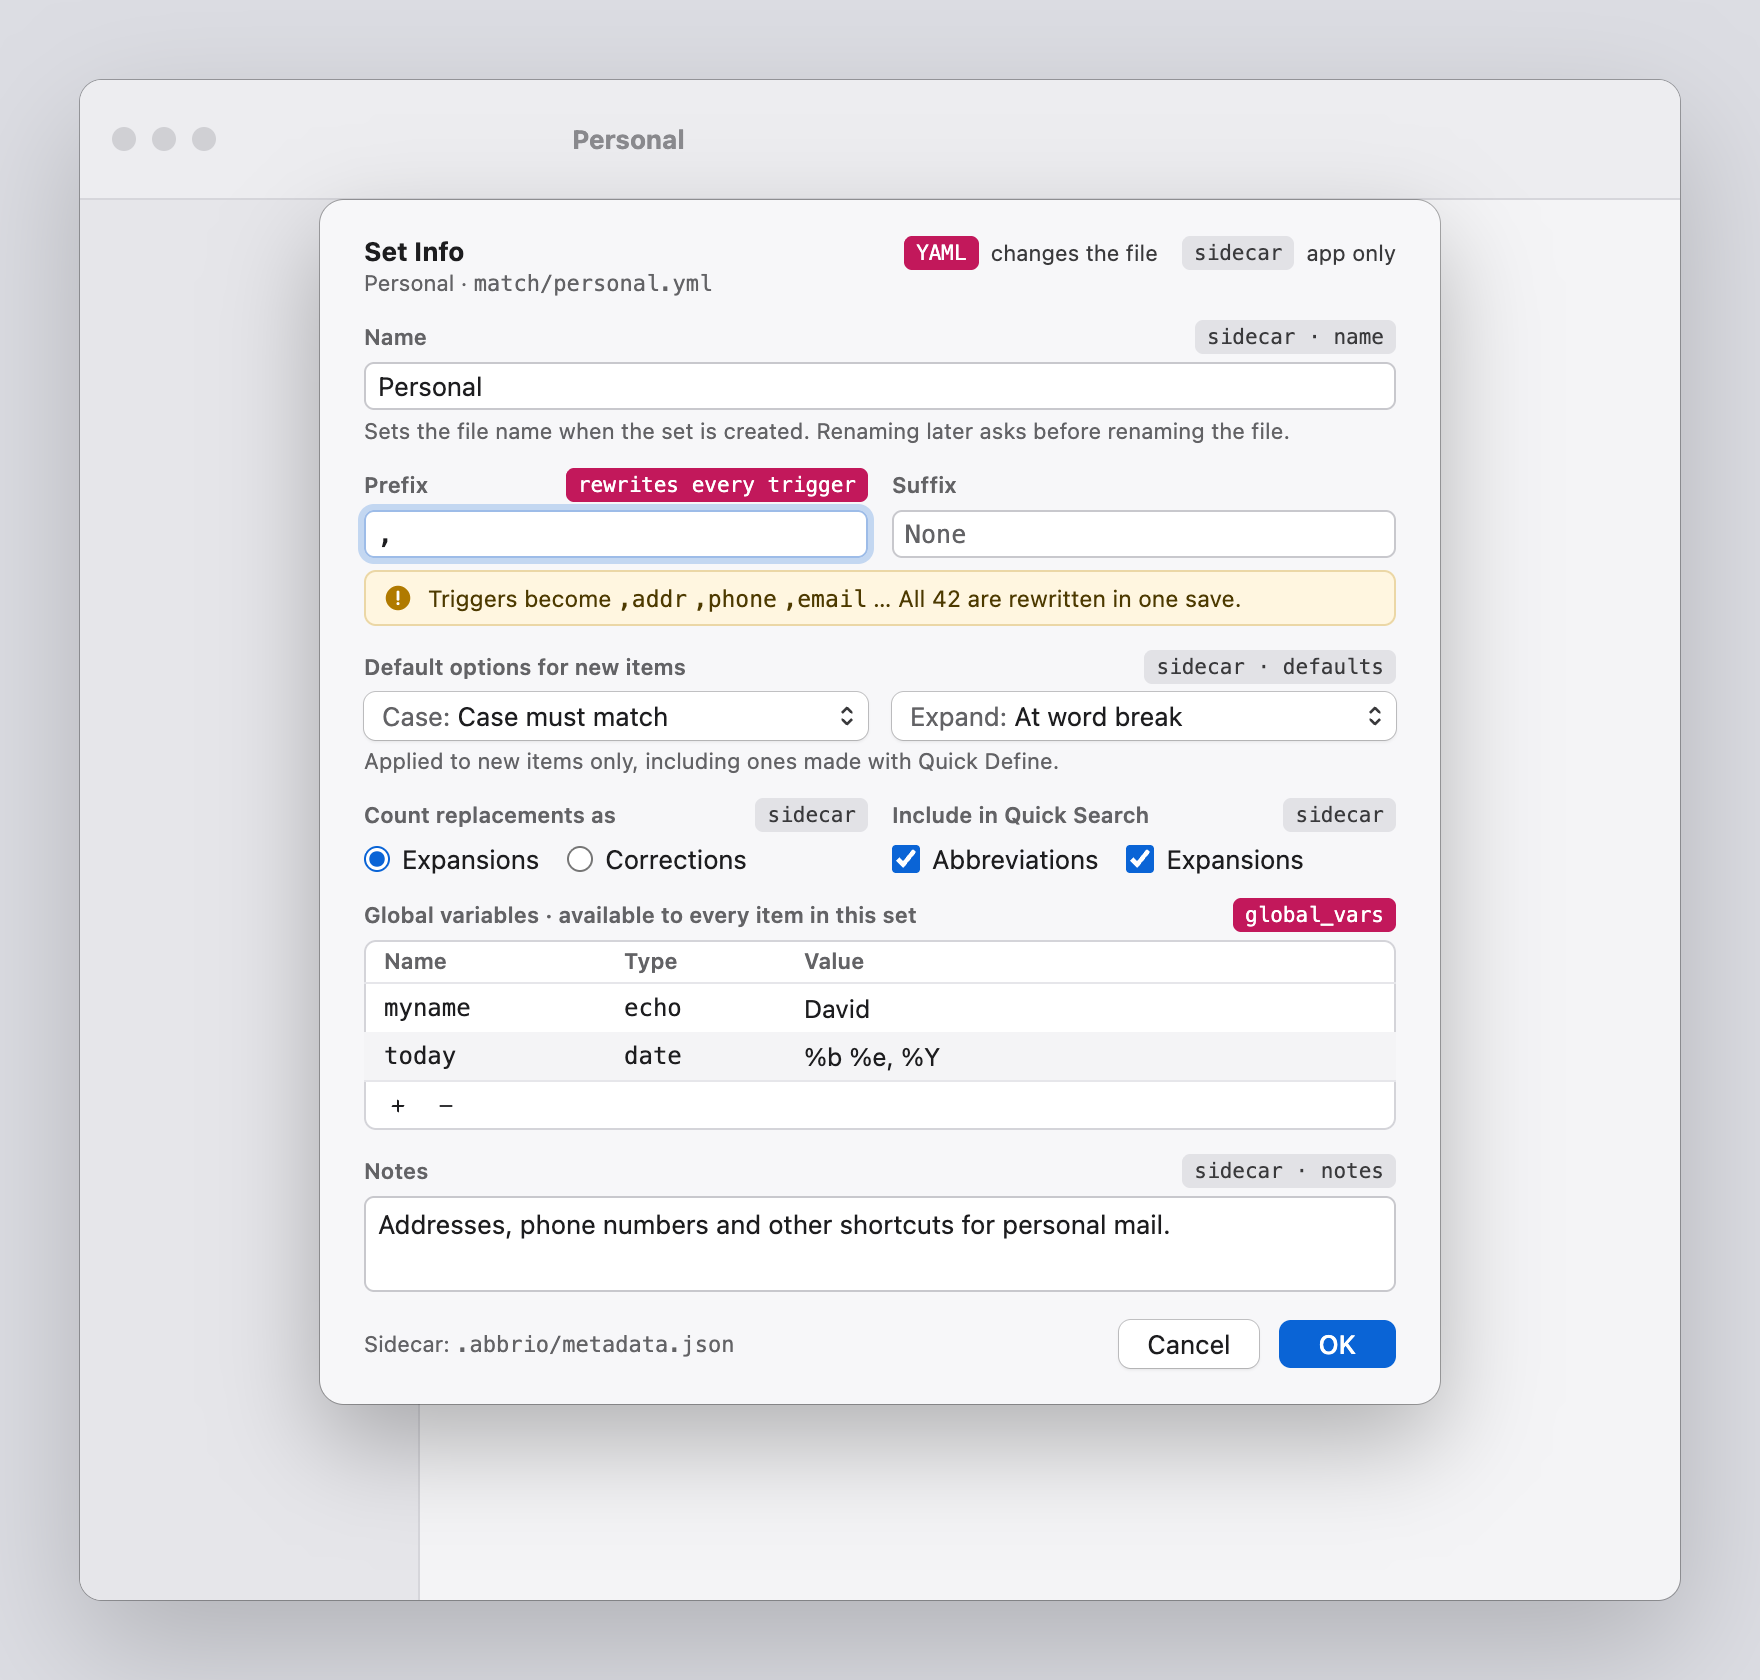 Personal
Set Info
YAML changes the file sidecar app only
Personal · match/personal.yml
Name sidecar · name
Personal
Sets the file name when the set is created. Renaming later asks before renaming the file.
Prefix rewrites every trigger Suffix
, None
! Triggers become ,addr ,phone ,email ... All 42 are rewritten in one save.
Default options for new items sidecar · defaults
Case: Case must match Expand: At word break
Applied to new items only, including ones made with Quick Define.
Count replacements as sidecar Include in Quick Search sidecar
Expansions Corrections Abbreviations Expansions
Global variables · available to every item in this set global_vars
Name Type Value
myname echo David
today date %b %e, %Y
+ −
Notes sidecar · notes
Addresses, phone numbers and other shortcuts for personal mail.
Sidecar: .abbrio/metadata.json Cancel OK